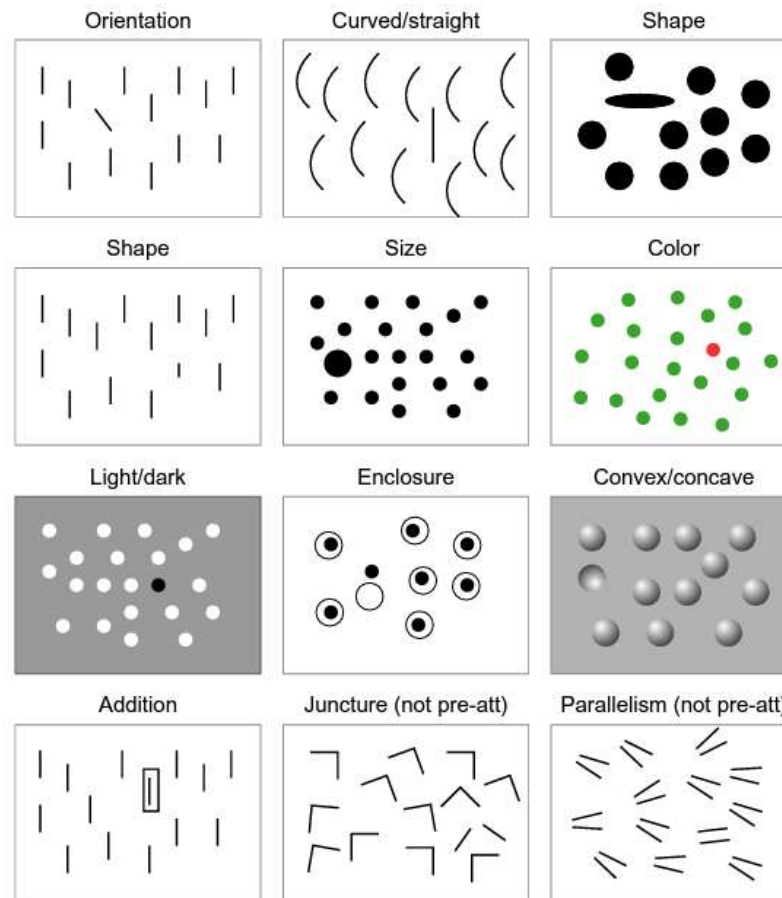 Orientation
Curved/straight
Shape
Shape
Size
Color
Light/dark
Enclosure
Convex/concave
Addition
Juncture (not pre-att)
Parallelism (not pre-att)